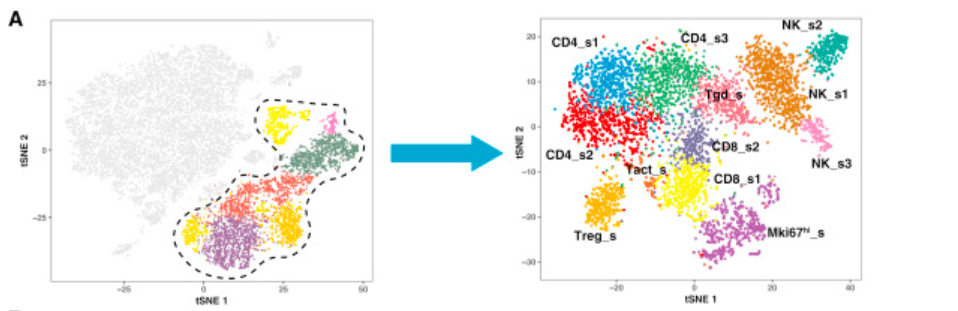 A
tSNE 2
25
0
−25
−25
0
25
50
tSNE 1
tSNE 2
20
10
0
−10
−20
−30
−20
0
20
40
tSNE 1
NK_s2
CD4_s1
CD4_s3
Tgd_s
NK_s1
CD4_s2
CD8_s2
NK_s3
Tact_s
CD8_s1
Treg_s
Mki67ʰⁱ_s